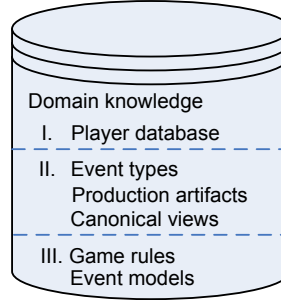 Domain knowledge
I. Player database
II. Event types
Production artifacts
Canonical views
III. Game rules
Event models